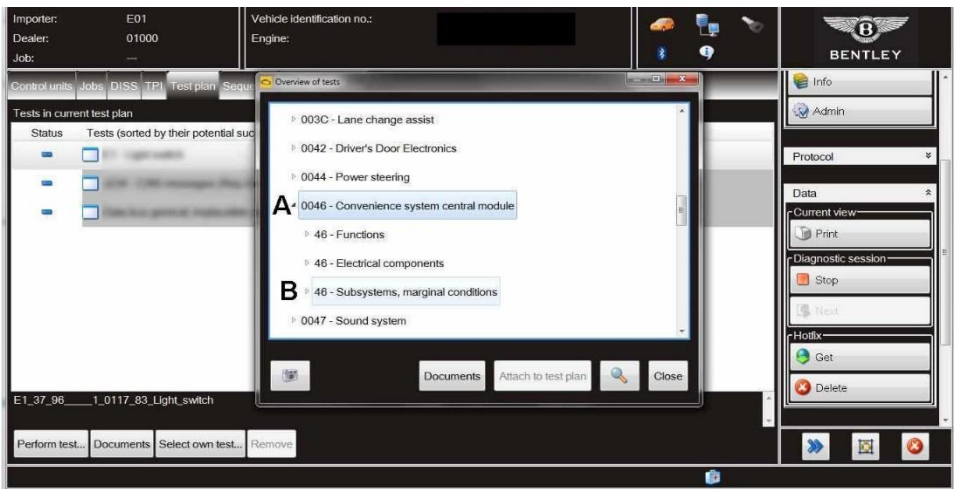 Importer: E01
Dealer: 01000
Job: ---
Vehicle identification no.:
Engine:
BENTLEY
Control units Jobs DISS TPI Test plan
Tests in current test plan
Status Tests (sorted by their potential suc
Overview of tests
003C - Lane change assist
0042 - Driver's Door Electronics
0044 - Power steering
A 0046 - Convenience system central module
46 - Functions
46 - Electrical components
B 46 - Subsystems, marginal conditions
0047 - Sound system
Documents Attach to test plan Close
E1_37_96____1_0117_83_Light_switch
Perform test... Documents Select own test... Remove
Info
Admin
Protocol
Data
Current view
Print
Diagnostic session
Stop
Next
Hotfix
Get
Delete